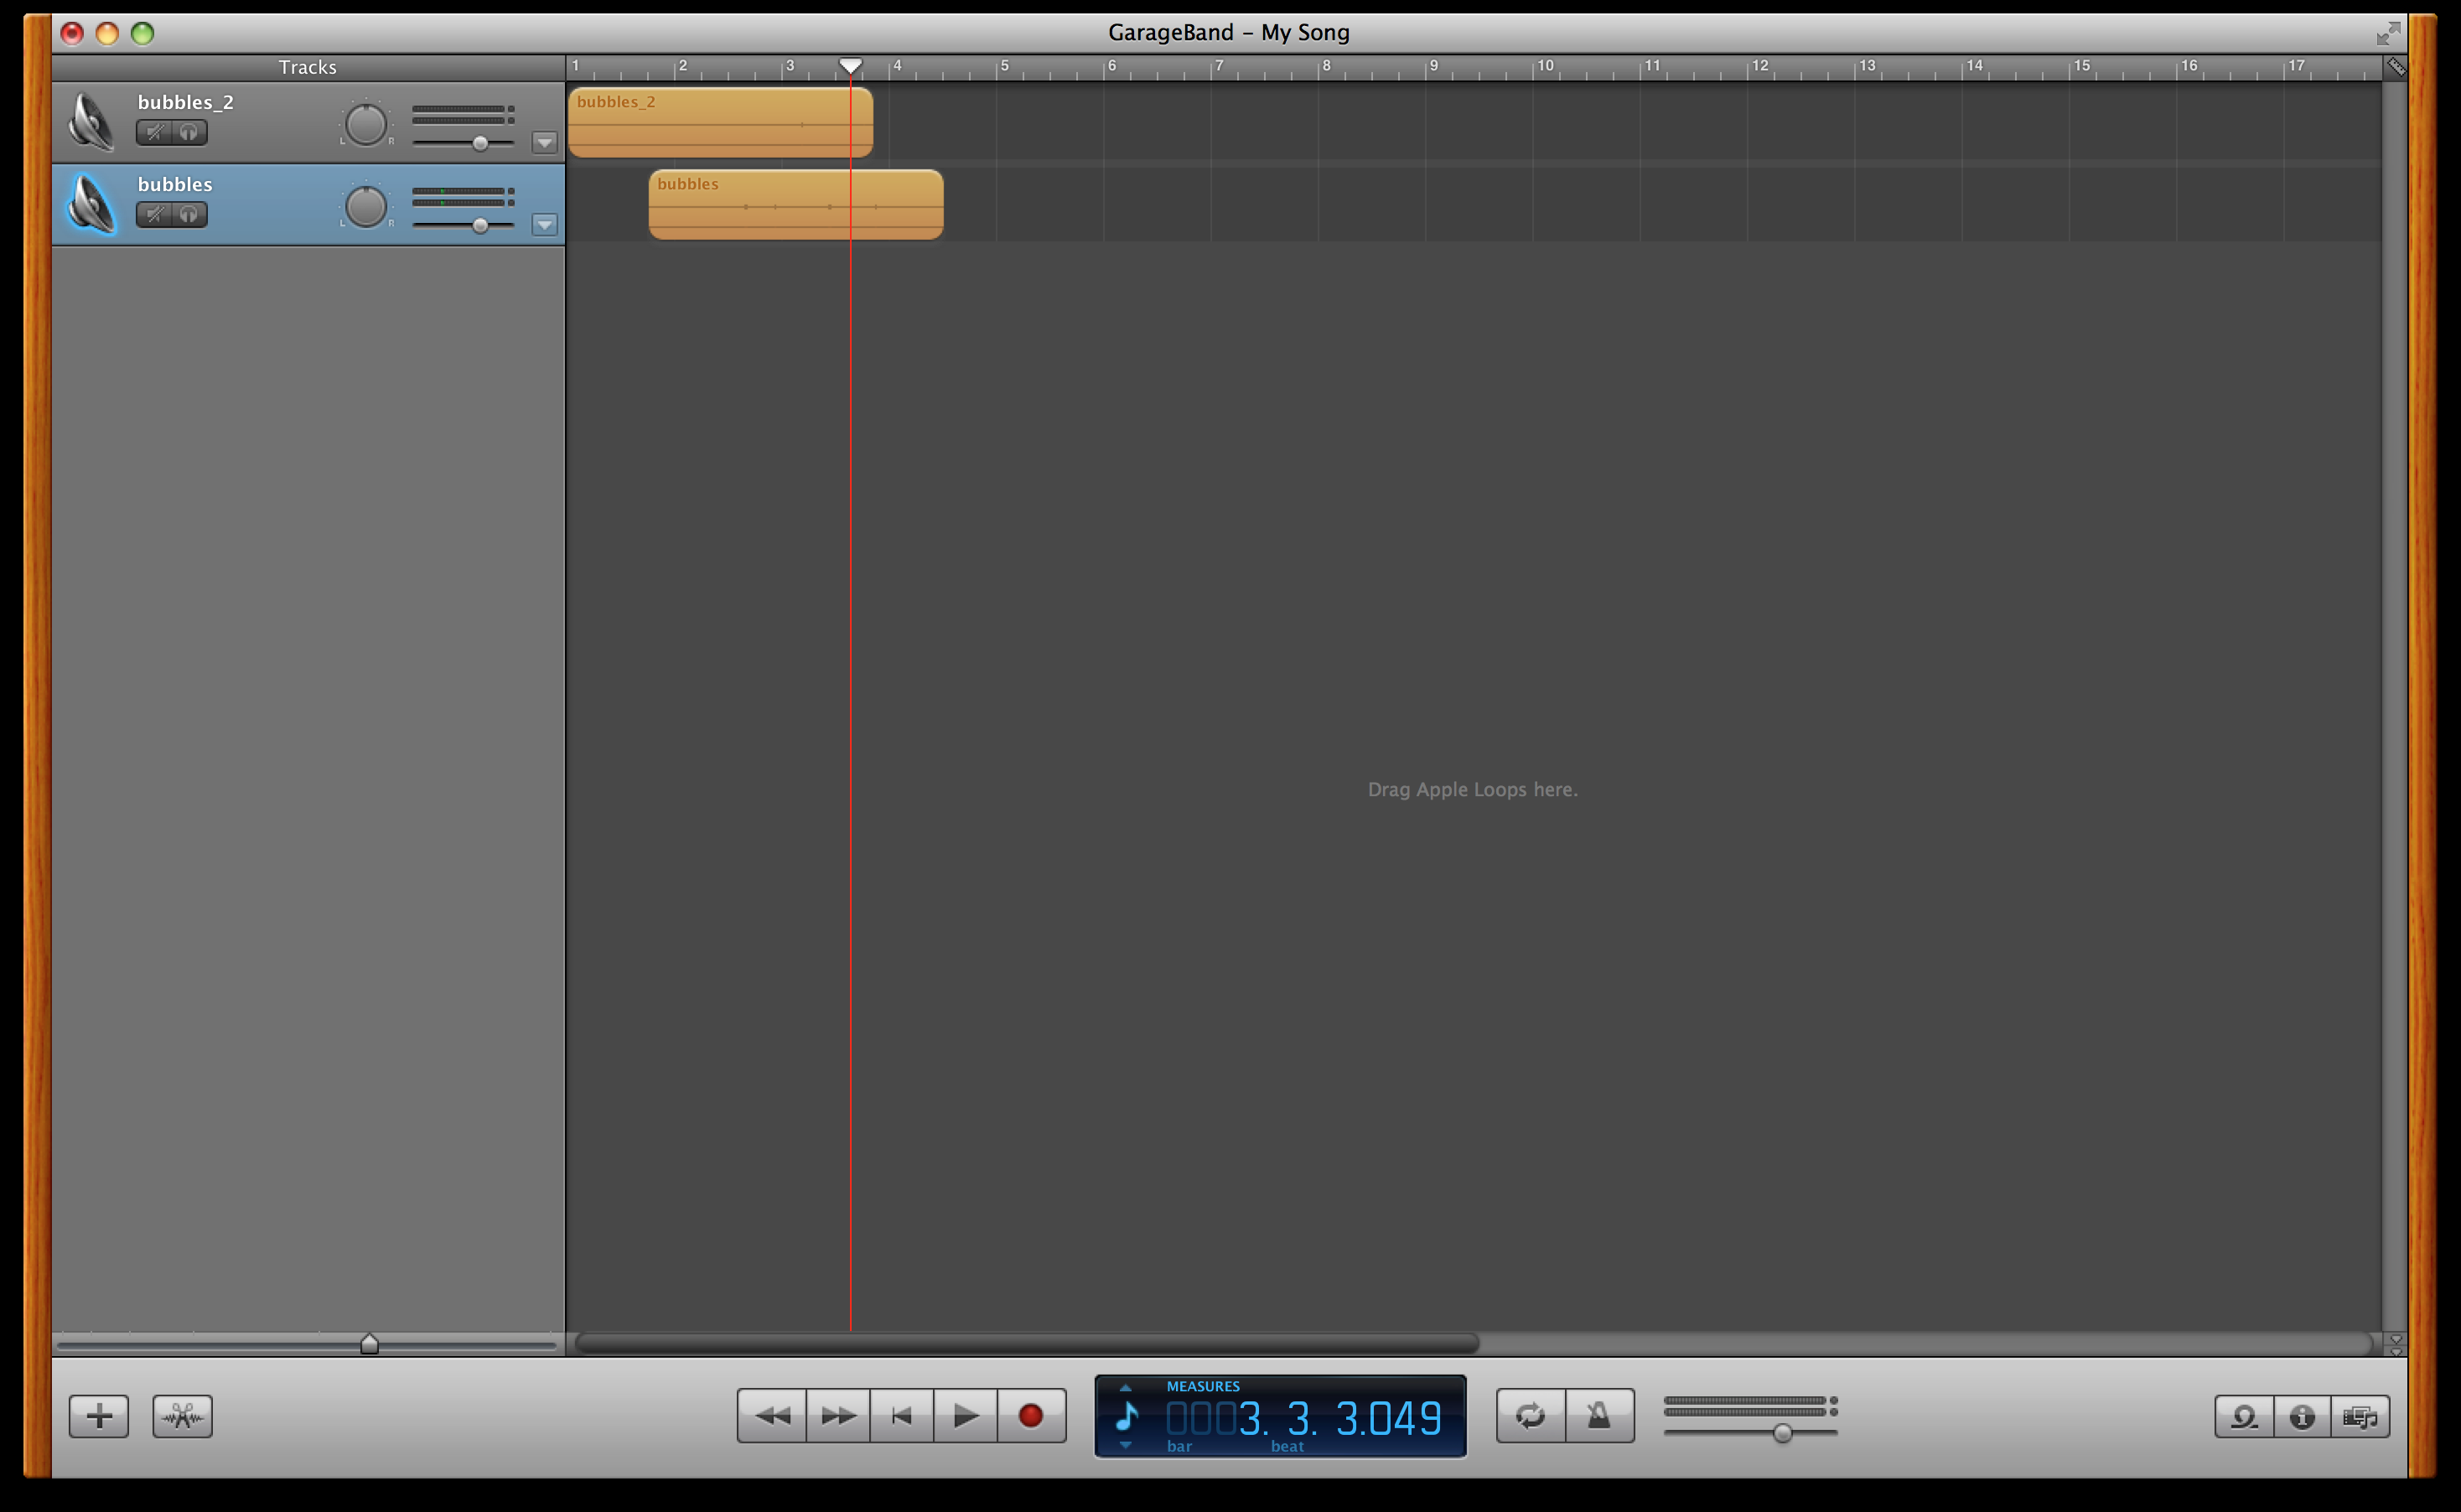 GarageBand – My Song
Tracks
1 2 3 4 5 6 7 8 9 10 11 12 13 14 15 16 17
bubbles_2
L R
bubbles_2
bubbles
L R
bubbles
Drag Apple Loops here.
MEASURES
0003. 3. 3.049
bar beat